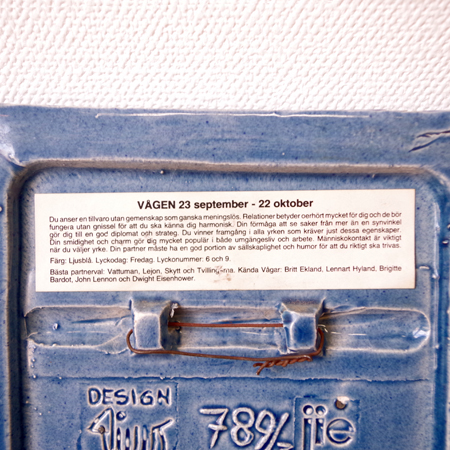 VÅGEN 23 september - 22 oktober
Du anser en tillvaro utan gemenskap som ganska meningslös. Relationer betyder oerhört mycket för dig och de bör
fungera utan gnissel för att du ska känna dig harmonisk. Din förmåga att se saker från mer än en synvinkel
gör dig till en god diplomat och strateg. Du vinner framgång i alla yrken som kräver just dessa egenskaper.
Din smidighet och charm gör dig mycket populär i både umgängesliv och arbete. Människokontakt är viktigt
när du väljer yrke. Din partner måste ha en god portion av sällskaplighet och humor för att du riktigt ska trivas.
Färg: Ljusblå. Lyckodag: Fredag. Lyckonummer: 6 och 9.
Bästa partnerval: Vattuman, Lejon, Skytt och Tvillingarna. Kända Vågar: Britt Ekland, Lennart Hyland, Brigitte
Bardot, John Lennon och Dwight Eisenhower.
DESIGN
789 jie